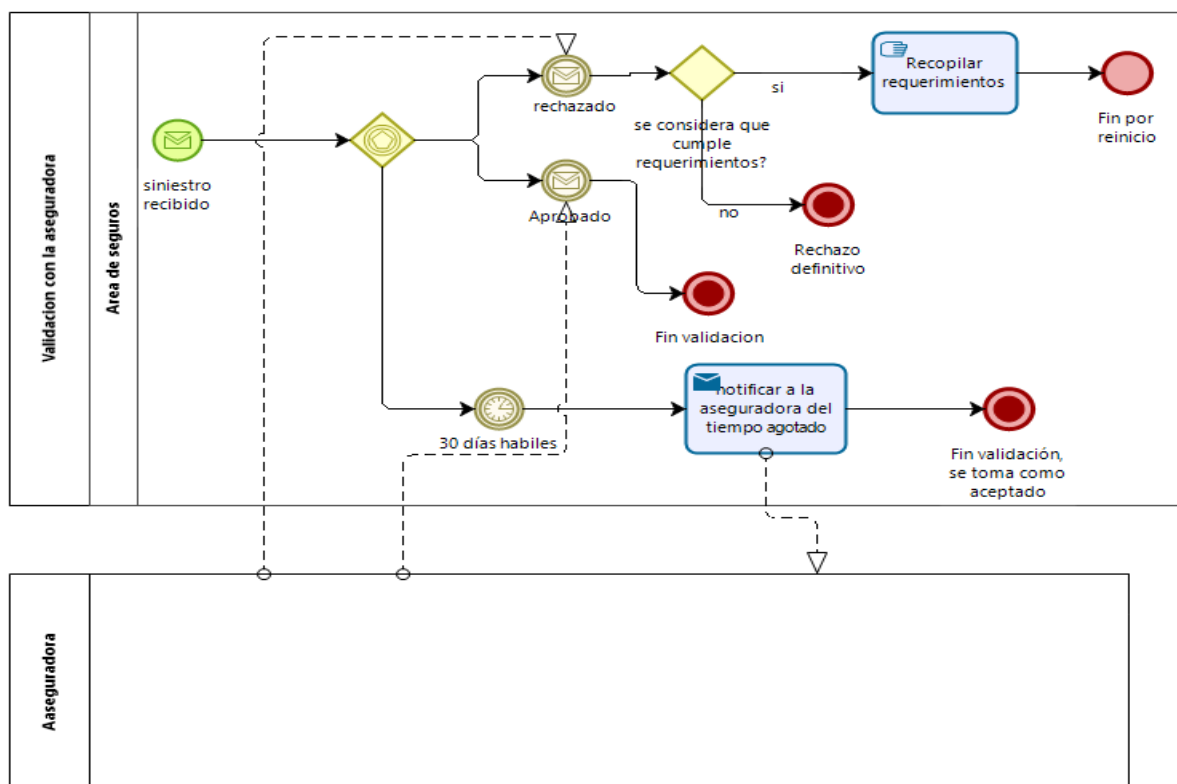 Validacion con la aseguradora
Area de seguros
siniestro
recibido
rechazado
se considera que
cumple
requerimientos?
si
no
Recopilar
requerimientos
Fin por
reinicio
Aprobado
Rechazo
definitivo
Fin validacion
30 días habiles
notificar a la
aseguradora del
tiempo agotado
Fin validación,
se toma como
aceptado
Aaseguradora